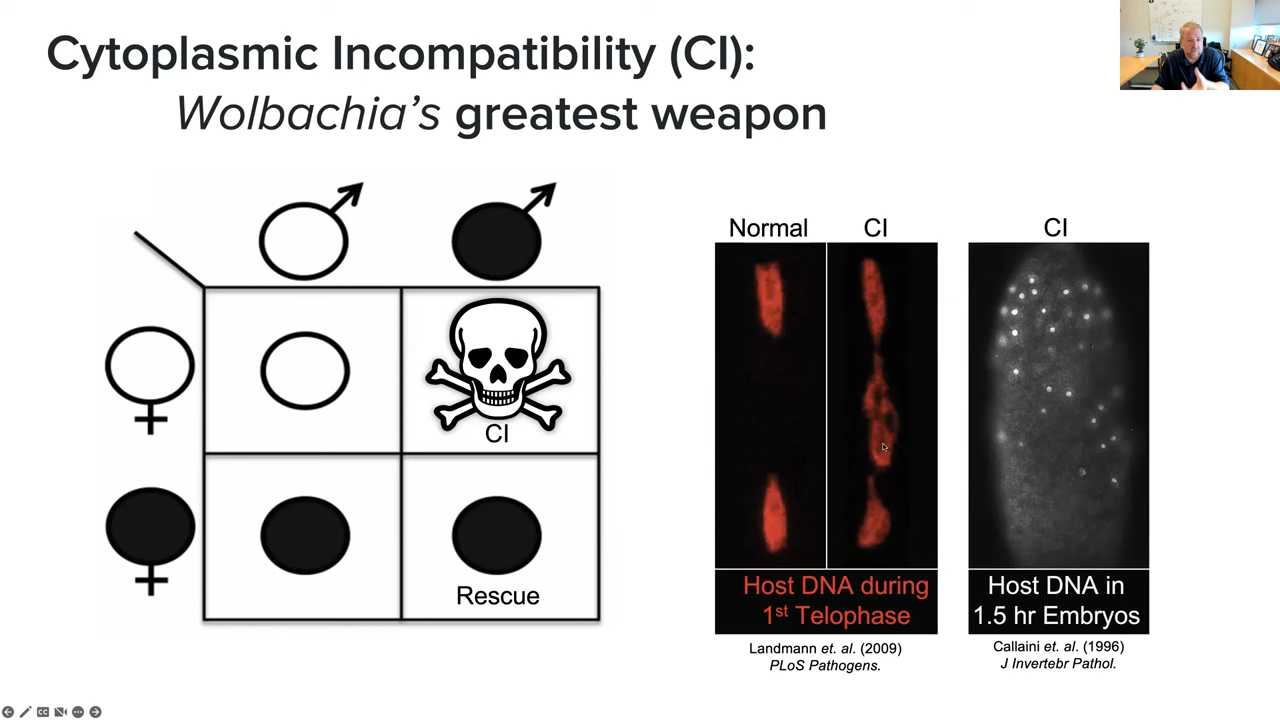 Cytoplasmic Incompatibility (CI):
Wolbachia's greatest weapon
CI
Rescue
Normal
CI
CI
Host DNA during
1st Telophase
Host DNA in
1.5 hr Embryos
Landmann et. al. (2009)
PLoS Pathogens.
Callaini et. al. (1996)
J Invertebr Pathol.
CC